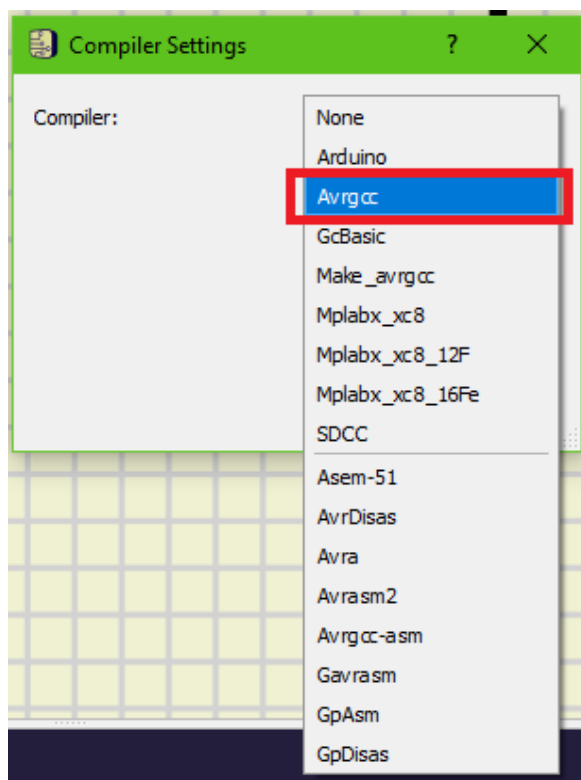 Compiler Settings ?
Compiler:
None
Arduino
Avrgcc
GcBasic
Make_avrgcc
Mplabx_xc8
Mplabx_xc8_12F
Mplabx_xc8_16Fe
SDCC
Asem-51
AvrDisas
Avra
Avrasm2
Avrgcc-asm
Gavrasm
GpAsm
GpDisas